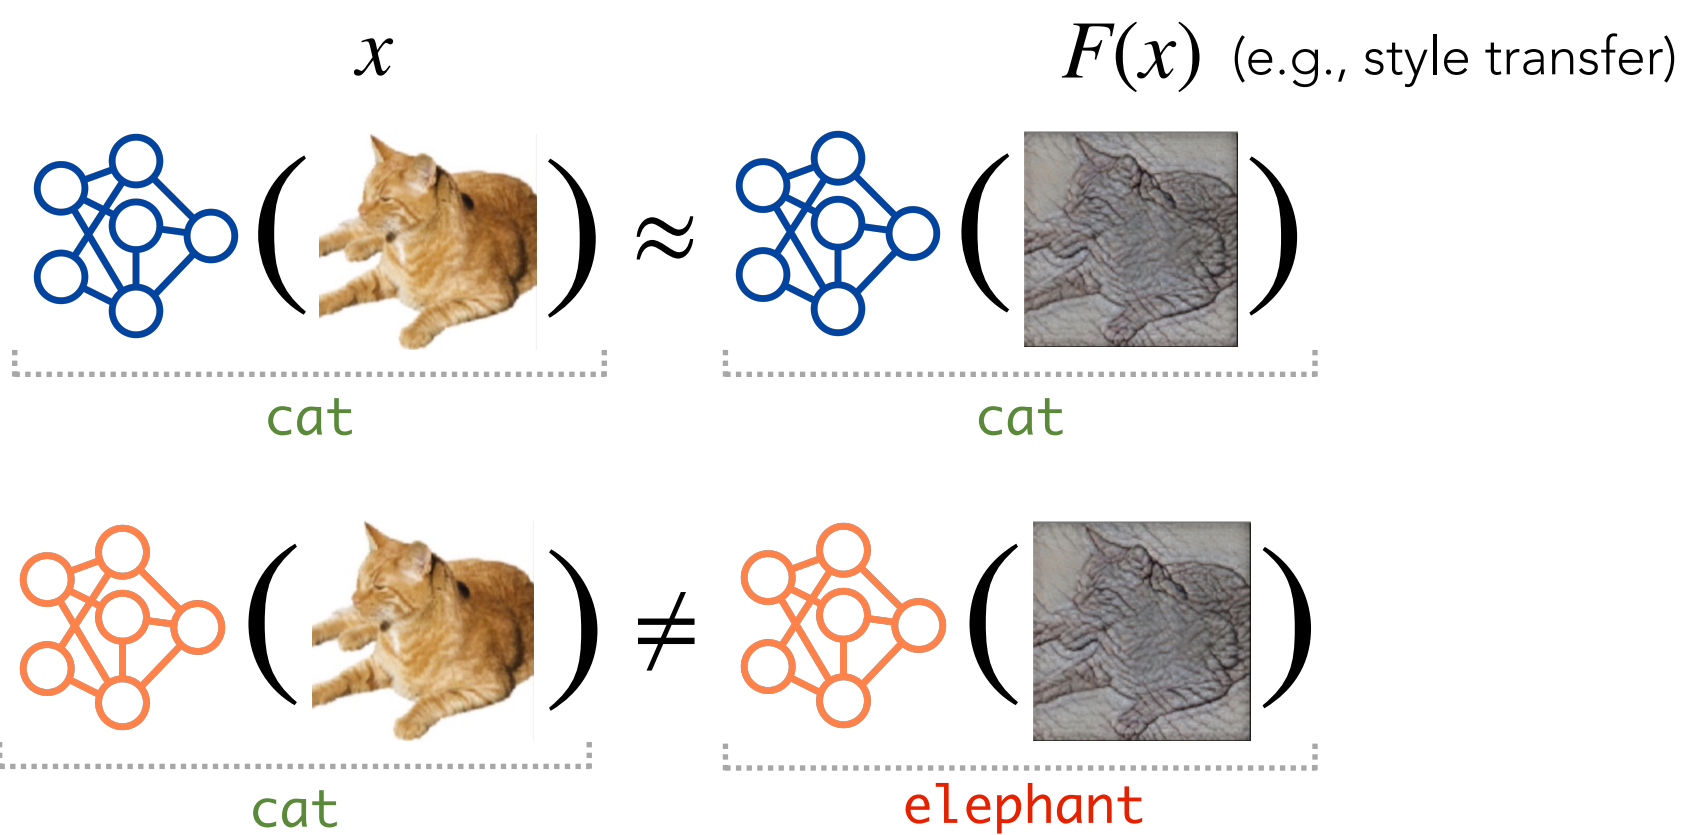 x F(x) (e.g., style transfer)
( ) ≈ ( )
cat cat
( ) ≠ ( )
cat elephant